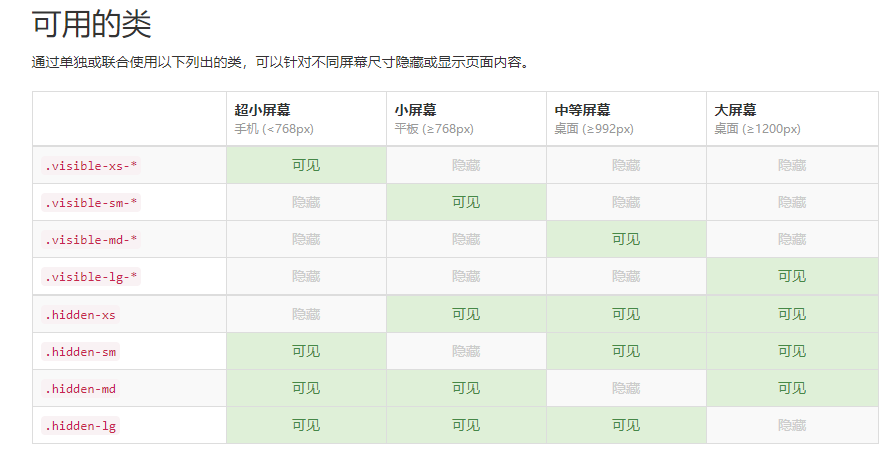 可用的类
通过单独或联合使用以下列出的类，可以针对不同屏幕尺寸隐藏或显示页面内容。
超小屏幕 小屏幕 中等屏幕 大屏幕
手机 (<768px) 平板 (≥768px) 桌面 (≥992px) 桌面 (≥1200px)
.visible-xs-* 可见 隐藏 隐藏 隐藏
.visible-sm-* 隐藏 可见 隐藏 隐藏
.visible-md-* 隐藏 隐藏 可见 隐藏
.visible-lg-* 隐藏 隐藏 隐藏 可见
.hidden-xs 隐藏 可见 可见 可见
.hidden-sm 可见 隐藏 可见 可见
.hidden-md 可见 可见 隐藏 可见
.hidden-lg 可见 可见 可见 隐藏